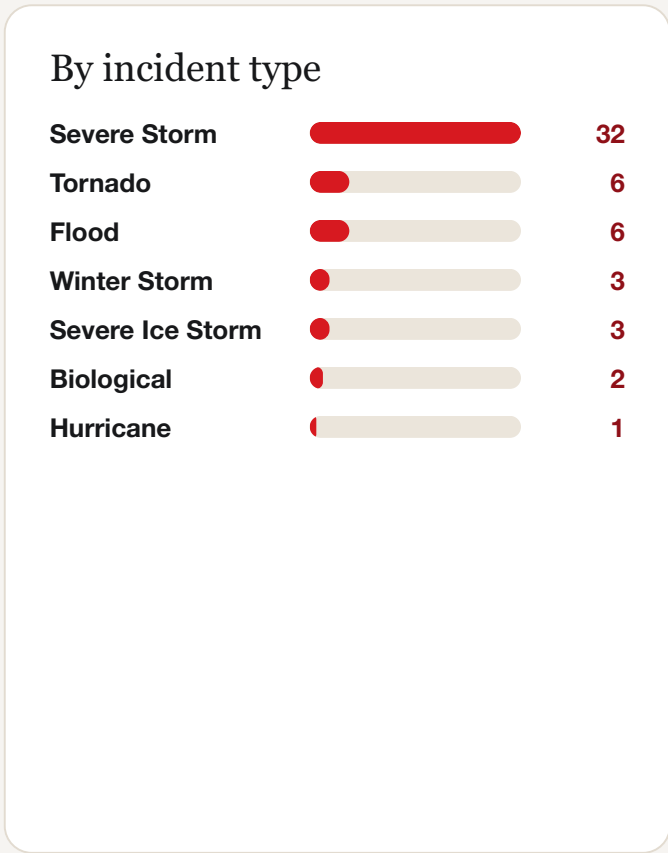 By incident type
Severe Storm 32
Tornado 6
Flood 6
Winter Storm 3
Severe Ice Storm 3
Biological 2
Hurricane 1